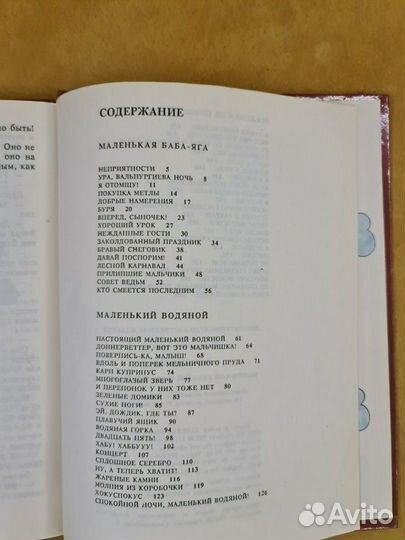 но быть!
Оно не
оно на
ым, как
СОДЕРЖАНИЕ
МАЛЕНЬКАЯ БАБА-ЯГА
НЕПРИЯТНОСТИ 5
УРА, ВАЛЬПУРГИЕВА НОЧЬ 8
Я ОТОМЩУ! 11
ПОКУПКА МЕТЛЫ 14
ДОБРЫЕ НАМЕРЕНИЯ 17
БУРЯ 20
ВПЕРЕД, СЫНОЧЕК! 23
ХОРОШИЙ УРОК 27
НЕЖДАННЫЕ ГОСТИ 30
ЗАКОЛДОВАННЫЙ ПРАЗДНИК 34
БРАВЫЙ СНЕГОВИК 38
ДАВАЙ ПОСПОРИМ! 41
ЛЕСНОЙ КАРНАВАЛ 44
ПРИЛИПШИЕ МАЛЬЧИКИ 48
СОВЕТ ВЕДЬМ 52
КТО СМЕЕТСЯ ПОСЛЕДНИМ 56
МАЛЕНЬКИЙ ВОДЯНОЙ
НАСТОЯЩИЙ МАЛЕНЬКИЙ ВОДЯНОЙ 61
ДОННЕРВЕТТЕР, ВОТ ЭТО МАЛЬЧИШКА! 64
ПОВЕРНИСЬ-КА, МАЛЫШ! 68
ВДОЛЬ И ПОПЕРЕК МЕЛЬНИЧНОГО ПРУДА 71
КАРП КУПРИНУС 74
МНОГОГЛАЗЫЙ ЗВЕРЬ 77
И ПЕРЕПОНОК У НИХ ТОЖЕ НЕТ 80
ЗЕЛЕНЫЕ ДОМИКИ 83
СУХИЕ НОГИ! 85
ЭЙ, ДОЖДИК, ГДЕ ТЫ? 87
ПЛАВУЧИЙ ЯЩИК 90
ВОДЯНАЯ ГОРКА 94
ДВАДЦАТЬ ПЯТЬ! 98
ХАБУ! ХАББУУУ! 102
КОНЦЕРТ 107
СПЛОШНОЕ СЕРЕБРО 110
НУ, А ТЕПЕРЬ ХВАТИТ! 113
ЖАРЕНЫЕ КАМНИ 116
МОЛНИЯ ИЗ КОРОБОЧКИ 119
ХОКУСПОКУС 123
СПОКОЙНОЙ НОЧИ, МАЛЕНЬКИЙ ВОДЯНОЙ! 126
Avito